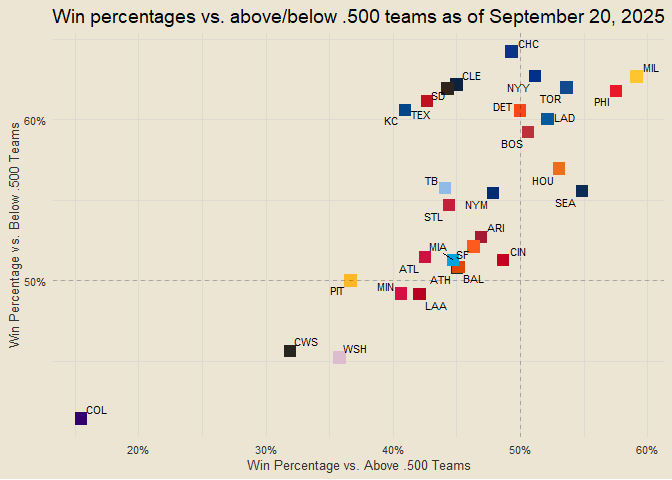 Win percentages vs. above/below .500 teams as of September 20, 2025
CHC
MIL
CLE
NYY
SD
TOR
PHI
KC
TEX
DET
LAD
60%
BOS
HOU
TB
SEA
NYM
STL
ARI
MIA
SF
CIN
ATL
ATH
BAL
50%
PIT
MIN
LAA
CWS
WSH
COL
Win Percentage vs. Below .500 Teams
20%
30%
40%
50%
60%
Win Percentage vs. Above .500 Teams